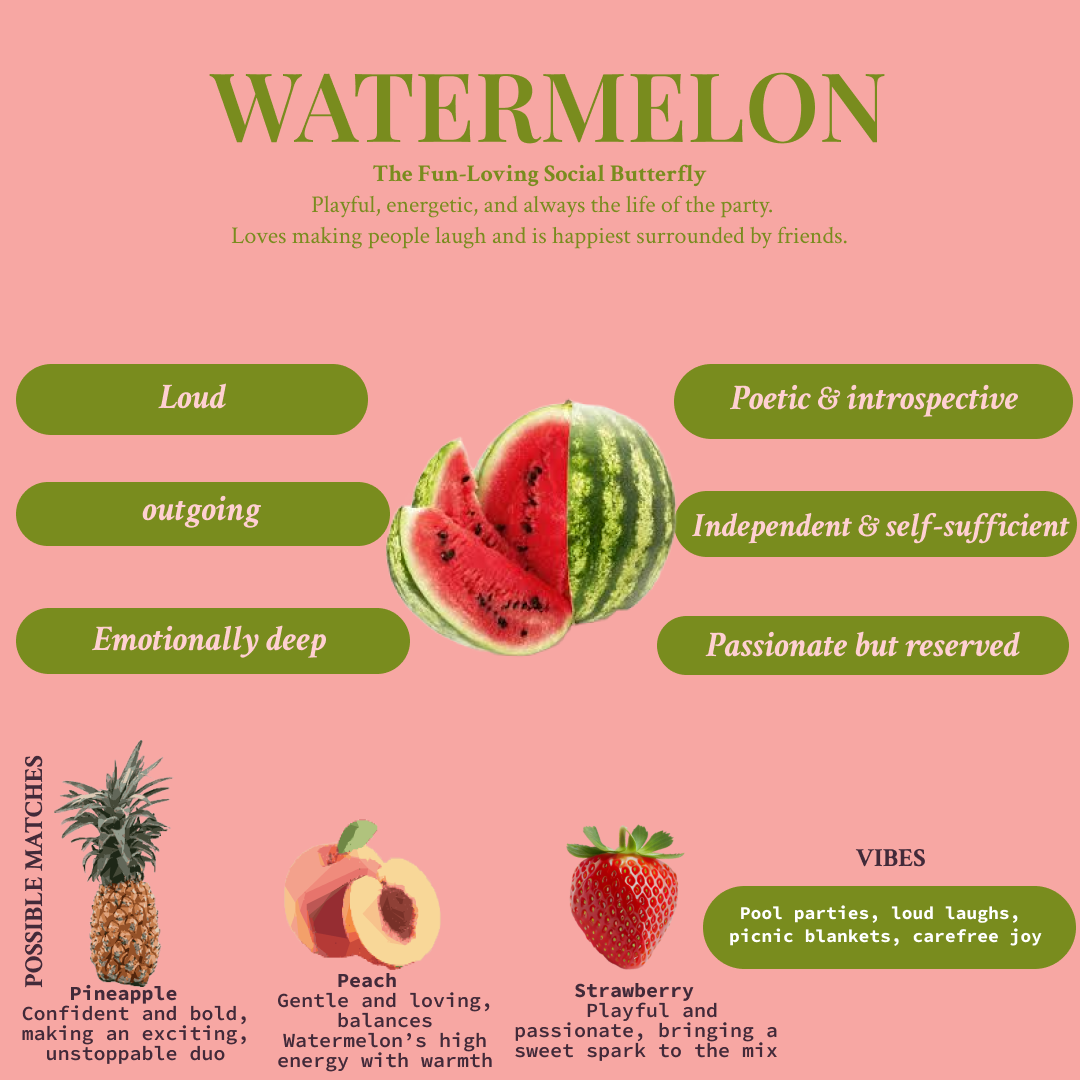 WATERMELON
The Fun-Loving Social Butterfly
Playful, energetic, and always the life of the party.
Loves making people laugh and is happiest surrounded by friends.
Loud
outgoing
Emotionally deep
Poetic & introspective
Independent & self-sufficient
Passionate but reserved
POSSIBLE MATCHES
Pineapple
Confident and bold,
making an exciting,
unstoppable duo
Peach
Gentle and loving,
balances
Watermelon’s high
energy with warmth
Strawberry
Playful and
passionate, bringing a
sweet spark to the mix
VIBES
Pool parties, loud laughs,
picnic blankets, carefree joy